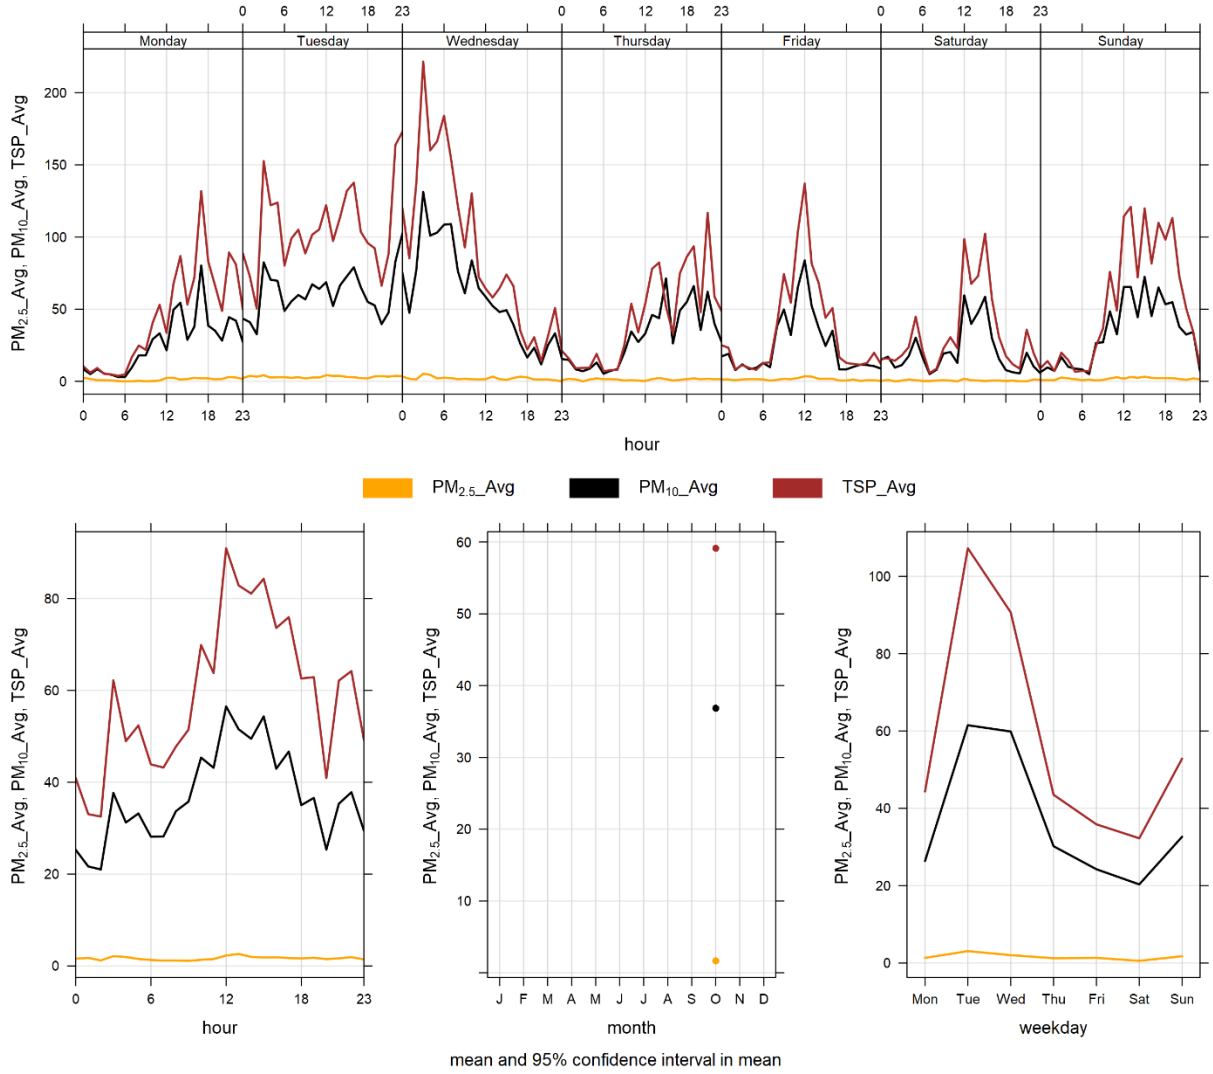 0 6 12 18 23 0 6 12 18 23 0 6 12 18 23
Monday Tuesday Wednesday Thursday Friday Saturday Sunday
PM2.5_Avg, PM10_Avg, TSP_Avg
200
150
100
50
0
0 6 12 18 23 0 6 12 18 23 0 6 12 18 23 0 6 12 18 23
hour
PM2.5_Avg PM10_Avg TSP_Avg
PM2.5_Avg, PM10_Avg, TSP_Avg
80
60
40
20
0
0 6 12 18 23
hour
PM2.5_Avg, PM10_Avg, TSP_Avg
60
50
40
30
20
10
J F M A M J J A S O N D
month
PM2.5_Avg, PM10_Avg, TSP_Avg
100
80
60
40
20
0
Mon Tue Wed Thu Fri Sat Sun
weekday
mean and 95% confidence interval in mean